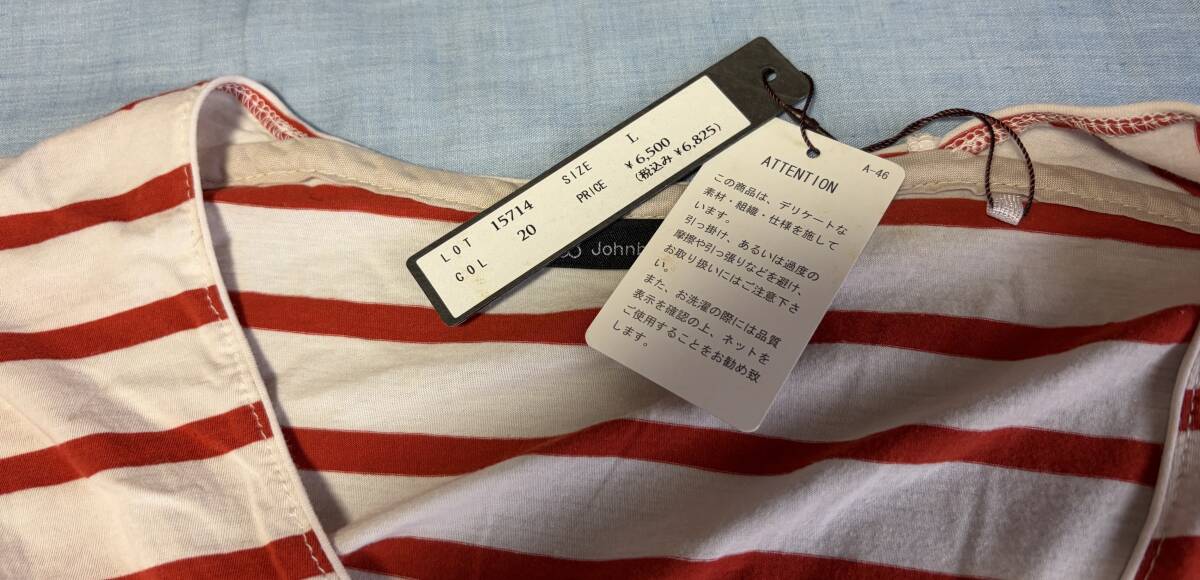 LOT 15714 SIZE L
COL 20 PRICE ¥6,500
(税込み ¥6,825)
Johnb
A-46
ATTENTION
この商品は、デリケートな
素材・組織・仕様を施して
います。
引っ掛け、あるいは過度の
摩擦や引っ張りなどを避け、
お取り扱いにはご注意下さ
い。
また、お洗濯の際には品質
表示を確認の上、ネットを
ご使用することをお勧め致
します。